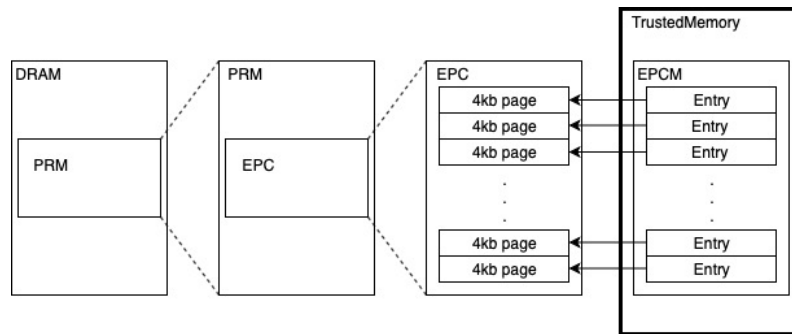 TrustedMemory
DRAM
PRM
PRM
EPC
EPC
4kb page
4kb page
4kb page
.
.
.
4kb page
4kb page
EPCM
Entry
Entry
Entry
.
.
.
Entry
Entry